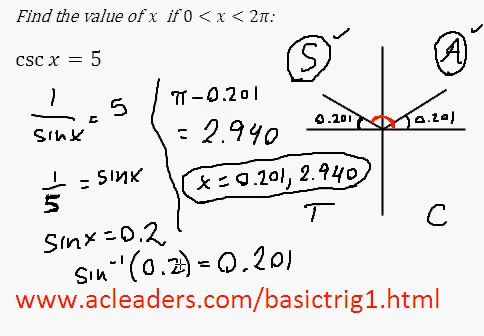 Find the value of x if 0 < x < 2π:
csc x = 5
1/sinx = 5
1/5 = sinx
sinx = 0.2
sin⁻¹(0.2) = 0.201
π - 0.201
= 2.940
x = 0.201, 2.940
S ✓
A ✓
0.201
0.201
T
C
www.acleaders.com/basictrig1.html